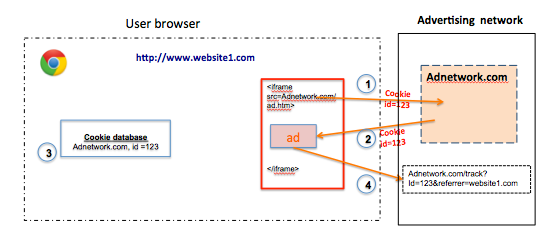 User browser
Advertising network
http://www.website1.com
<iframe
src=Adnetwork.com/
ad.htm>
1
Cookie
id=123
Adnetwork.com
ad
2
Cookie
id=123
3
Cookie database
Adnetwork.com, id =123
</iframe>
4
Adnetwork.com/track?
Id=123&referrer=website1.com